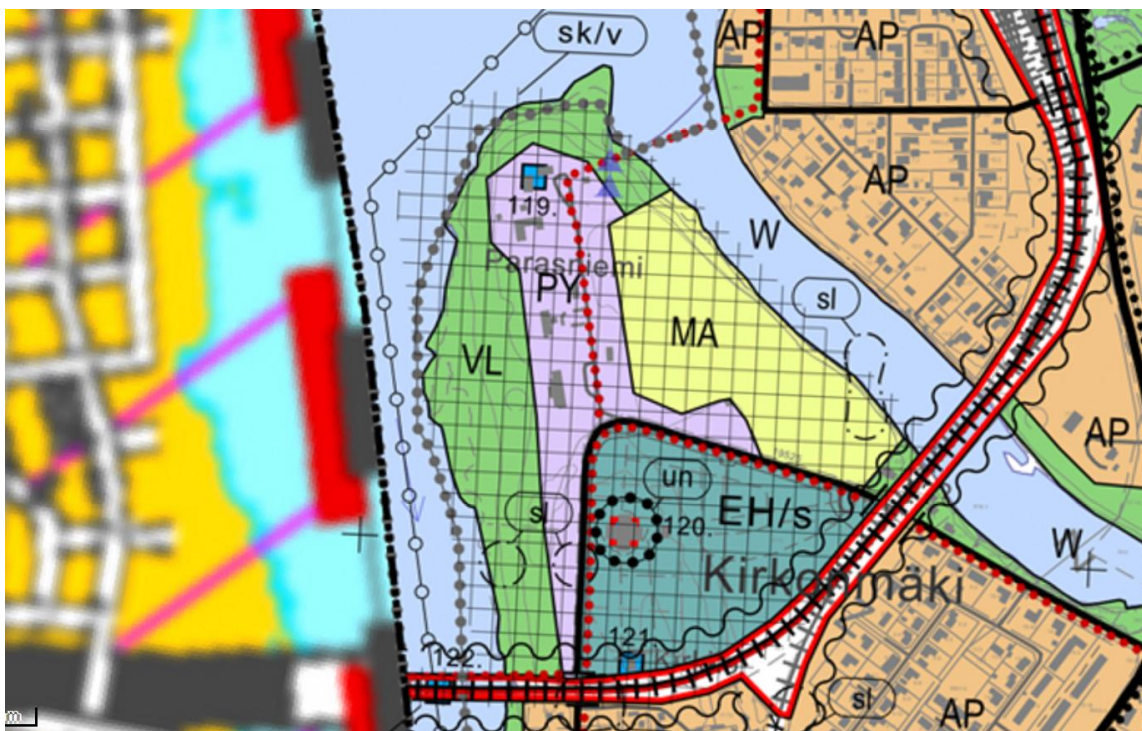 sk/v
AP
AP
AP
119.
Parasniemi
PY
W
sl
MA
VL
AP
un
sl
EH/s
120.
W
Kirkonmäki
121.
122.
sl
AP
m